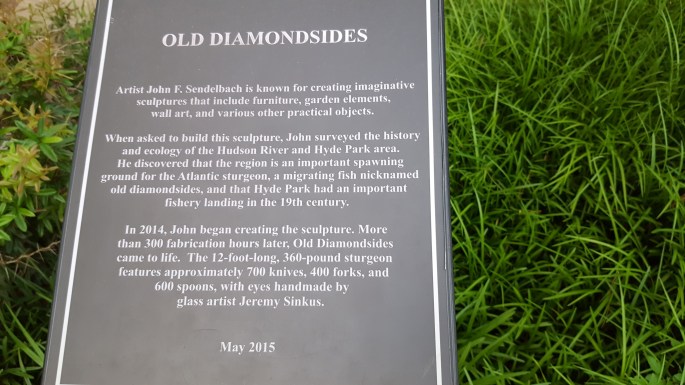 OLD DIAMONDSIDES
Artist John F. Sendelbach is known for creating imaginative
sculptures that include furniture, garden elements,
wall art, and various other practical objects.
When asked to build this sculpture, John surveyed the history
and ecology of the Hudson River and Hyde Park area.
He discovered that the region is an important spawning
ground for the Atlantic sturgeon, a migrating fish nicknamed
old diamondsides, and that Hyde Park had an important
fishery landing in the 19th century.
In 2014, John began creating the sculpture. More
than 300 fabrication hours later, Old Diamondsides
came to life. The 12-foot-long, 360-pound sturgeon
features approximately 700 knives, 400 forks, and
600 spoons, with eyes handmade by
glass artist Jeremy Sinkus.
May 2015